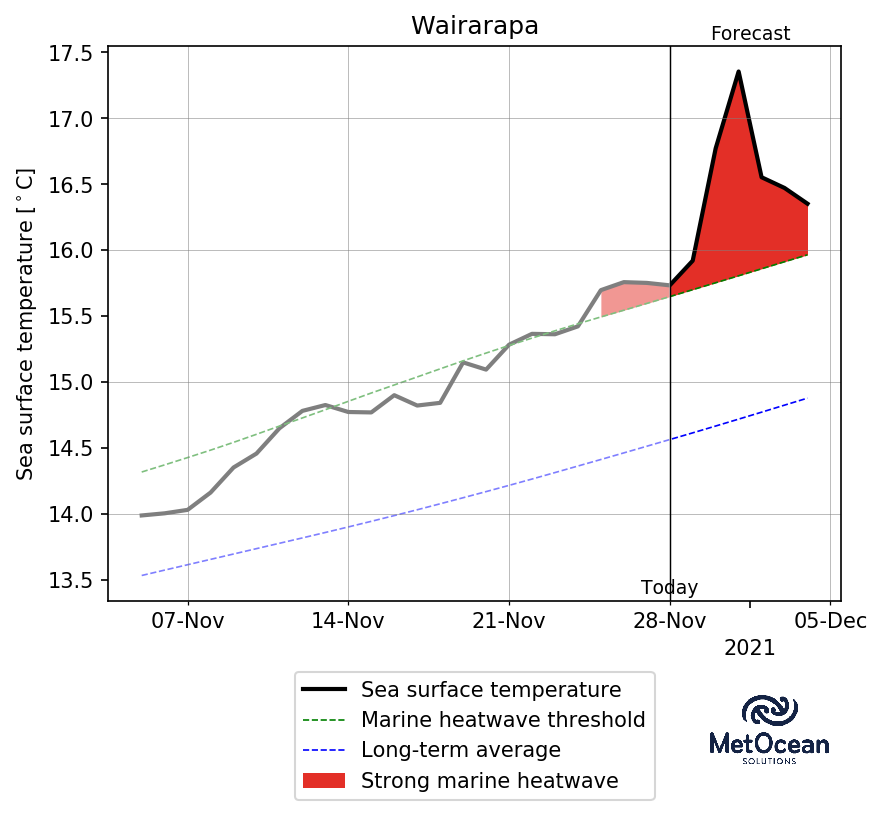 Wairarapa
Forecast
Sea surface temperature [°C]
17.5
17.0
16.5
16.0
15.5
15.0
14.5
14.0
13.5
Today
07-Nov 14-Nov 21-Nov 28-Nov 05-Dec
2021
Sea surface temperature
Marine heatwave threshold
Long-term average
Strong marine heatwave
MetOcean
SOLUTIONS